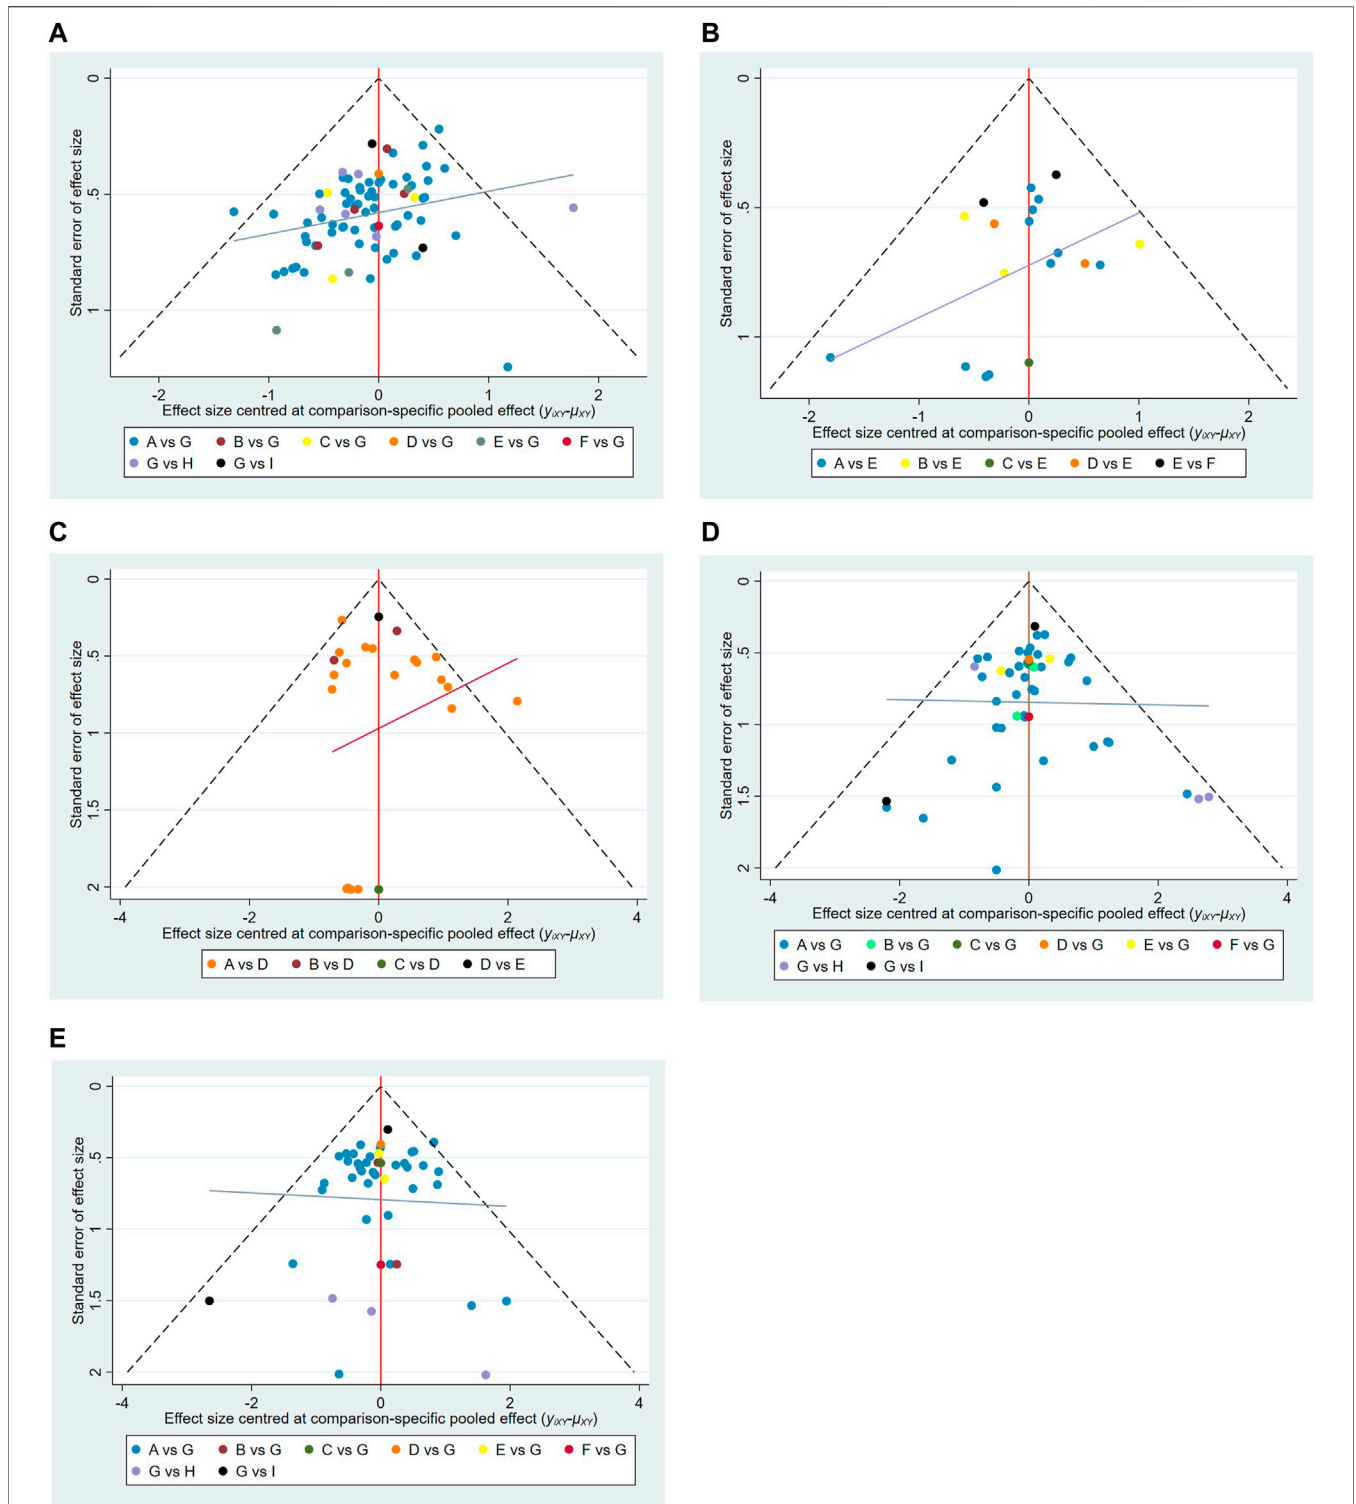 A
0
.5
1
Standard error of effect size
-2 -1 0 1 2
Effect size centred at comparison-specific pooled effect (yiXY-μXY)
A vs G B vs G C vs G D vs G E vs G F vs G
G vs H G vs I
B
0
.5
1
Standard error of effect size
-2 -1 0 1 2
Effect size centred at comparison-specific pooled effect (yiXY-μXY)
A vs E B vs E C vs E D vs E E vs F
C
0
.5
1
1.5
2
Standard error of effect size
-4 -2 0 2 4
Effect size centred at comparison-specific pooled effect (yiXY-μXY)
A vs D B vs D C vs D D vs E
D
0
.5
1
1.5
2
Standard error of effect size
-4 -2 0 2 4
Effect size centred at comparison-specific pooled effect (yiXY-μXY)
A vs G B vs G C vs G D vs G E vs G F vs G
G vs H G vs I
E
0
.5
1
1.5
2
Standard error of effect size
-4 -2 0 2 4
Effect size centred at comparison-specific pooled effect (yiXY-μXY)
A vs G B vs G C vs G D vs G E vs G F vs G
G vs H G vs I